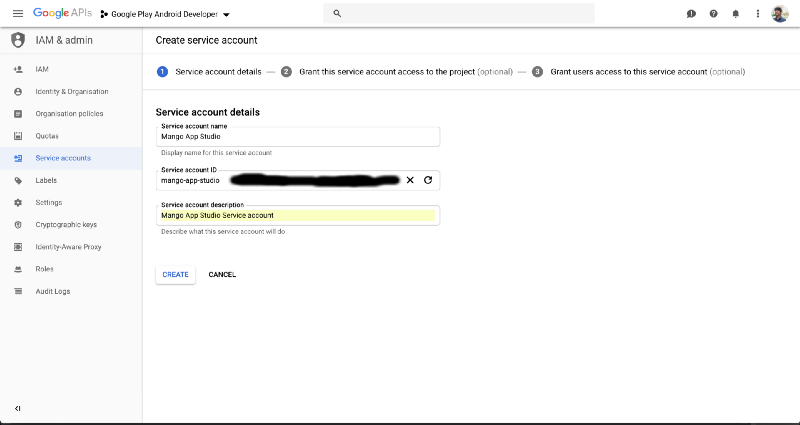 Google APIs
Google Play Android Developer
IAM & admin
Create service account
1 Service account details — 2 Grant this service account access to the project (optional) — 3 Grant users access to this service account (optional)
IAM
Identity & Organisation
Organisation policies
Quotas
Service accounts
Labels
Settings
Cryptographic keys
Identity-Aware Proxy
Roles
Audit Logs
Service account details
Service account name
Mango App Studio
Display name for this service account
Service account ID
mango-app-studio
Service account description
Mango App Studio Service account
Describe what this service account will do
CREATE
CANCEL